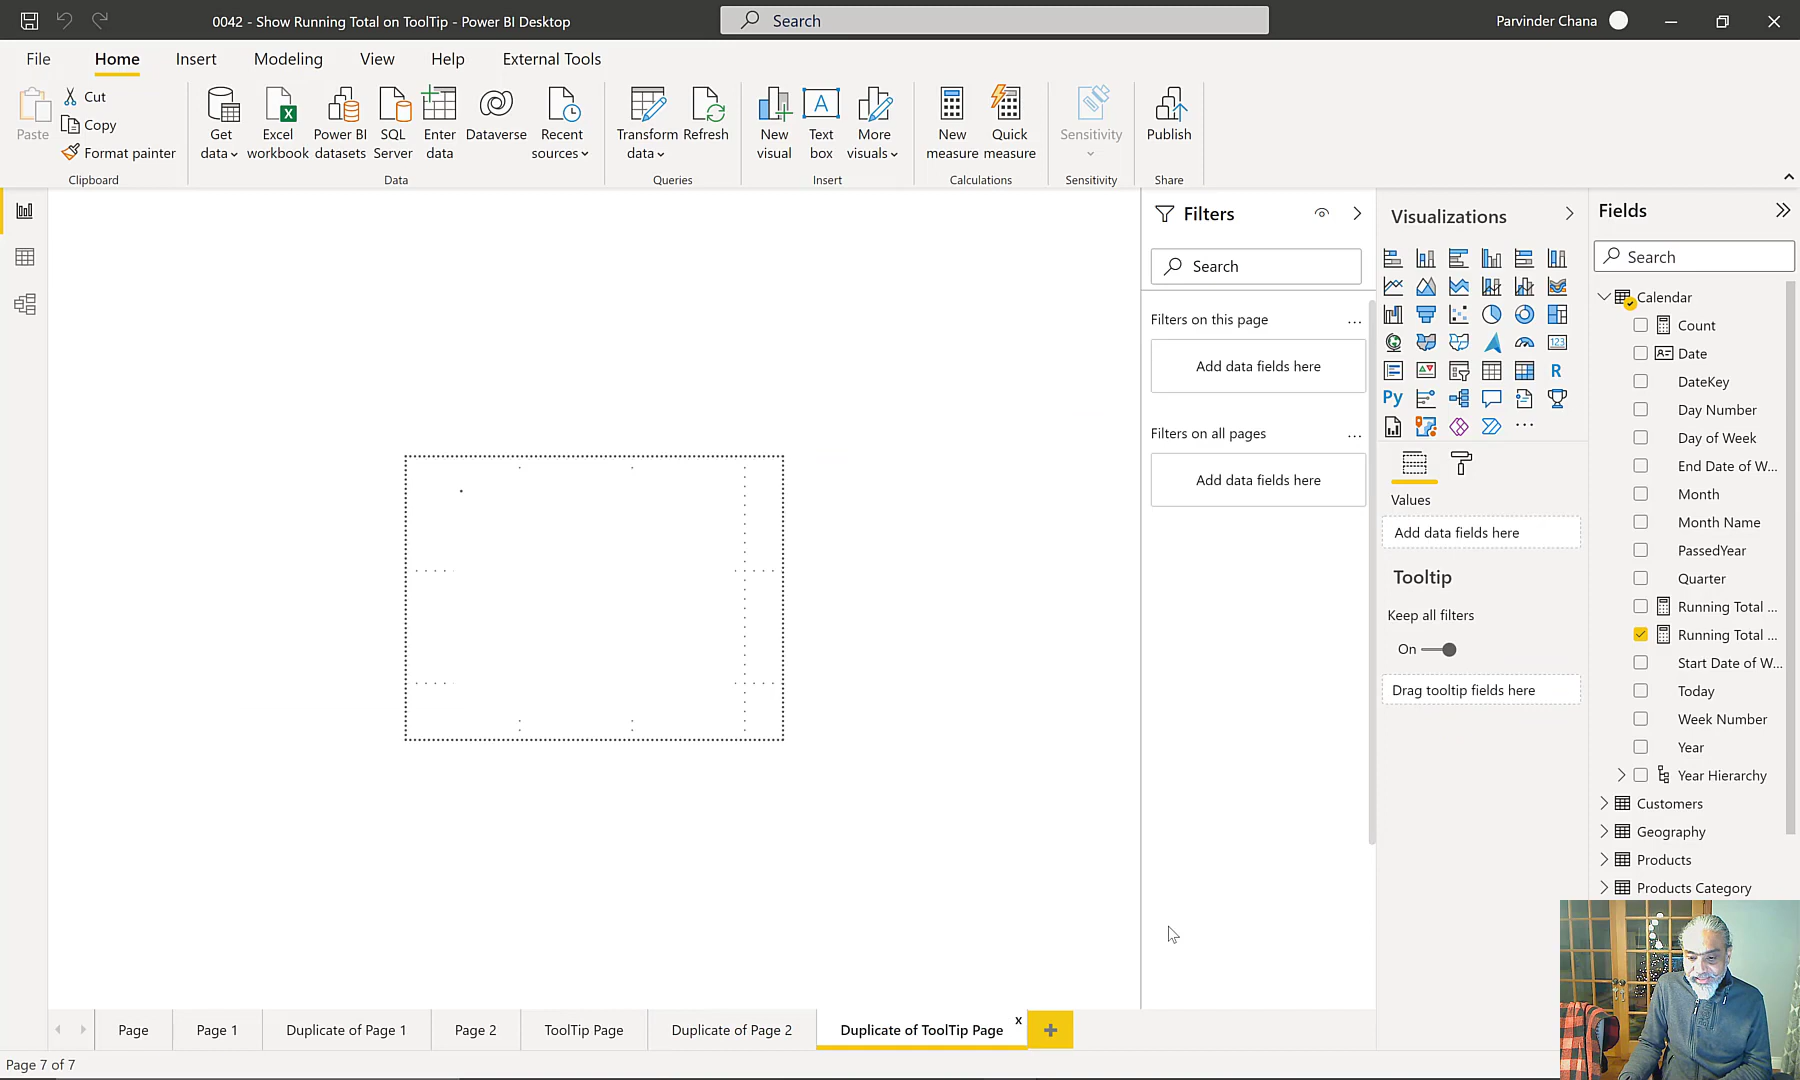 0042 - Show Running Total on ToolTip - Power BI Desktop
Search
Parvinder Chana
File
Home
Insert
Modeling
View
Help
External Tools
Paste
Cut
Copy
Format painter
Clipboard
Get data
Excel workbook
Power BI datasets
SQL Server
Enter data
Dataverse
Recent sources
Data
Transform data
Refresh
Queries
New visual
Text box
More visuals
Insert
New measure
Quick measure
Calculations
Sensitivity
Sensitivity
Publish
Share
Filters
Search
Filters on this page
...
Add data fields here
Filters on all pages
...
Add data fields here
Visualizations
123
R
Py
...
Values
Add data fields here
Tooltip
Keep all filters
On
Drag tooltip fields here
Fields
Search
Calendar
Count
Date
DateKey
Day Number
Day of Week
End Date of W...
Month
Month Name
PassedYear
Quarter
Running Total ...
Running Total ...
Start Date of W...
Today
Week Number
Year
Year Hierarchy
Customers
Geography
Products
Products Category
Page
Page 1
Duplicate of Page 1
Page 2
ToolTip Page
Duplicate of Page 2
Duplicate of ToolTip Page
x
Page 7 of 7